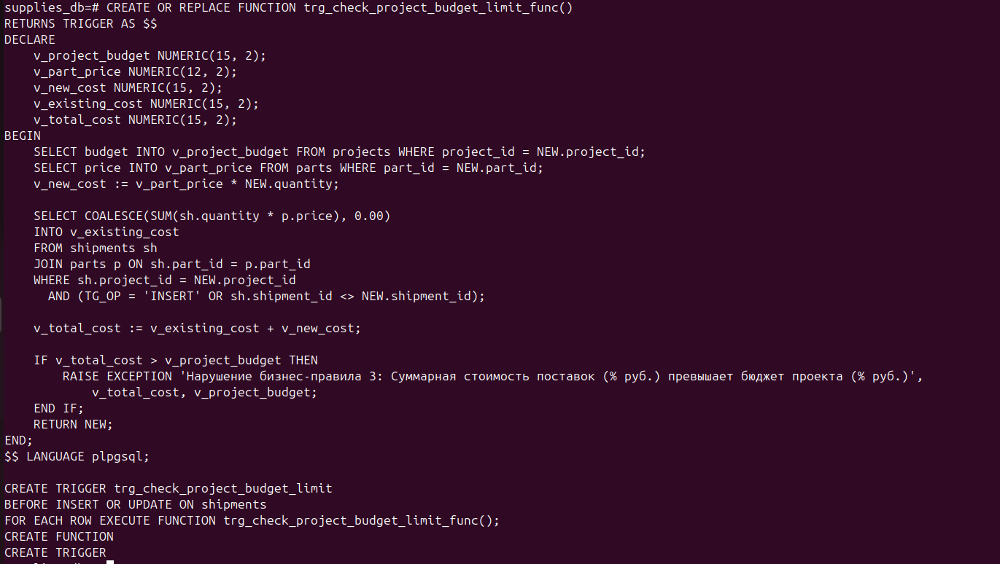 supplies_db=# CREATE OR REPLACE FUNCTION trg_check_project_budget_limit_func()
RETURNS TRIGGER AS $$
DECLARE
    v_project_budget NUMERIC(15, 2);
    v_part_price NUMERIC(12, 2);
    v_new_cost NUMERIC(15, 2);
    v_existing_cost NUMERIC(15, 2);
    v_total_cost NUMERIC(15, 2);
BEGIN
    SELECT budget INTO v_project_budget FROM projects WHERE project_id = NEW.project_id;
    SELECT price INTO v_part_price FROM parts WHERE part_id = NEW.part_id;
    v_new_cost := v_part_price * NEW.quantity;

    SELECT COALESCE(SUM(sh.quantity * p.price), 0.00)
    INTO v_existing_cost
    FROM shipments sh
    JOIN parts p ON sh.part_id = p.part_id
    WHERE sh.project_id = NEW.project_id
      AND (TG_OP = 'INSERT' OR sh.shipment_id <> NEW.shipment_id);

    v_total_cost := v_existing_cost + v_new_cost;

    IF v_total_cost > v_project_budget THEN
        RAISE EXCEPTION 'Нарушение бизнес-правила 3: Суммарная стоимость поставок (% руб.) превышает бюджет проекта (% руб.)',
            v_total_cost, v_project_budget;
    END IF;
    RETURN NEW;
END;
$$ LANGUAGE plpgsql;

CREATE TRIGGER trg_check_project_budget_limit
BEFORE INSERT OR UPDATE ON shipments
FOR EACH ROW EXECUTE FUNCTION trg_check_project_budget_limit_func();
CREATE FUNCTION
CREATE TRIGGER